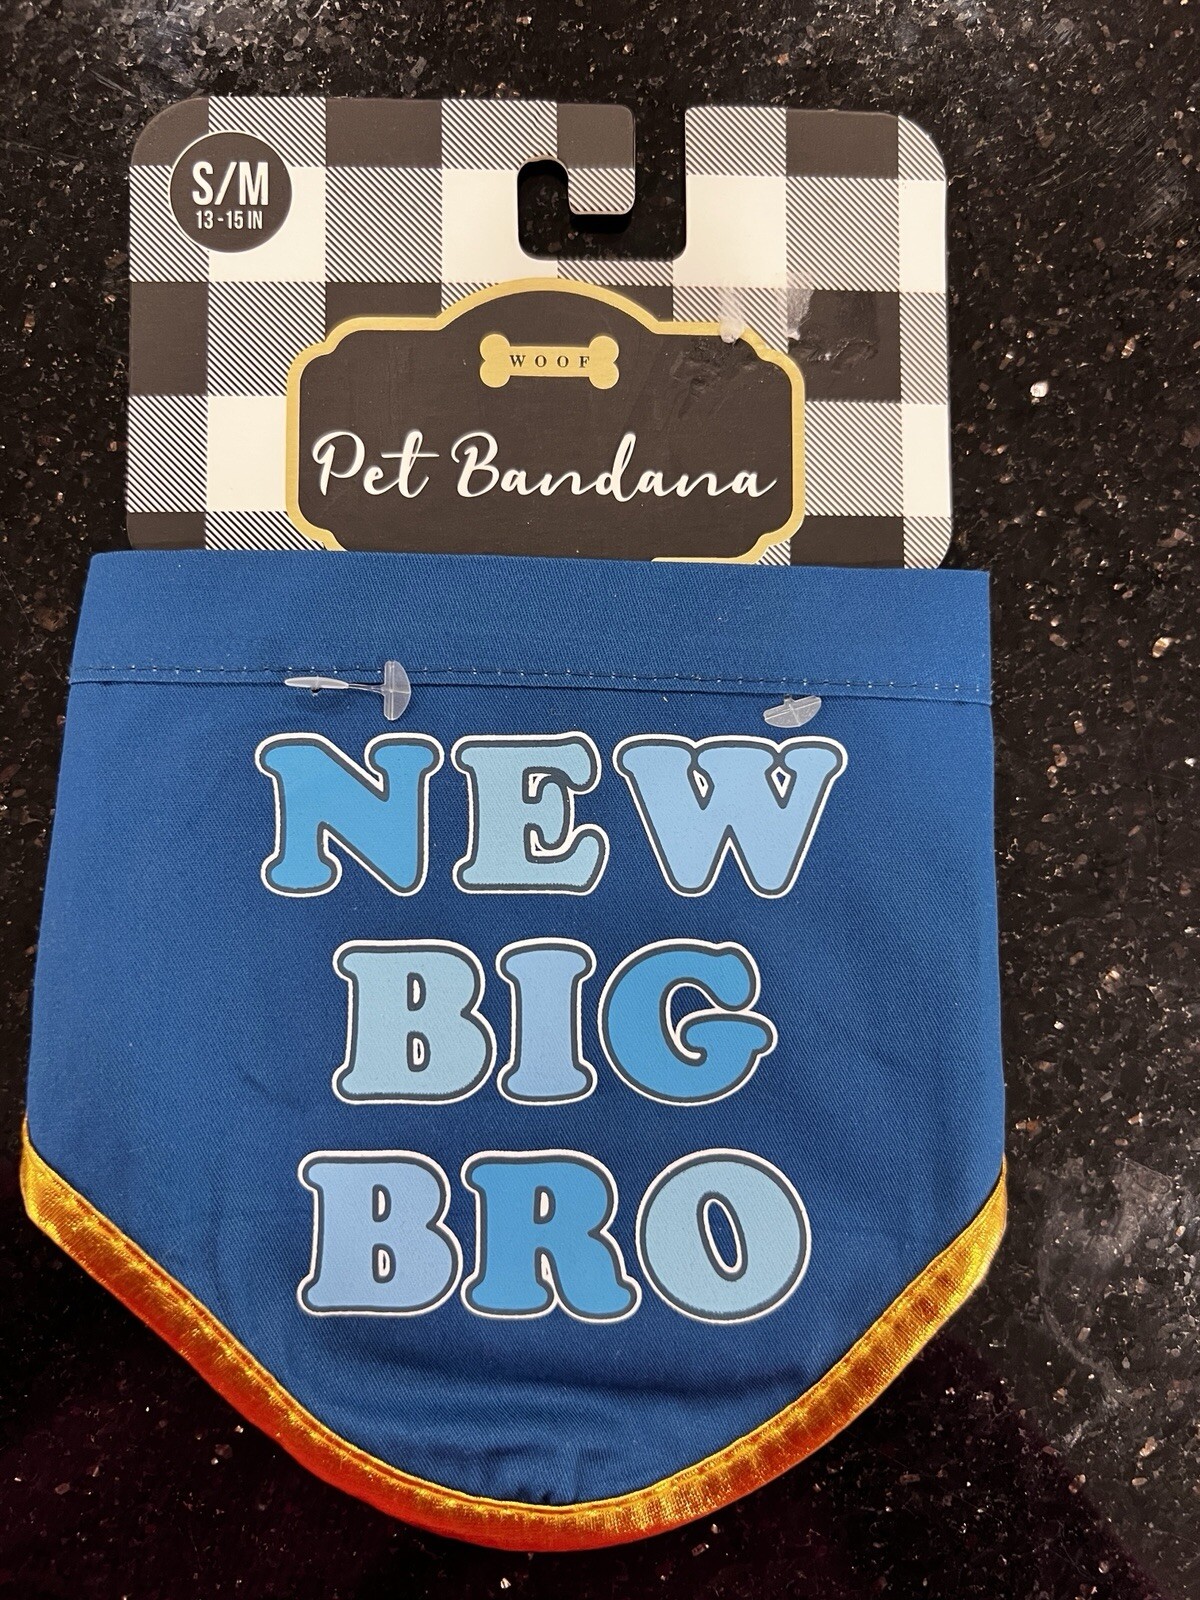 S/M
13-15 IN
WOOF
Pet Bandana
NEW
BIG
BRO